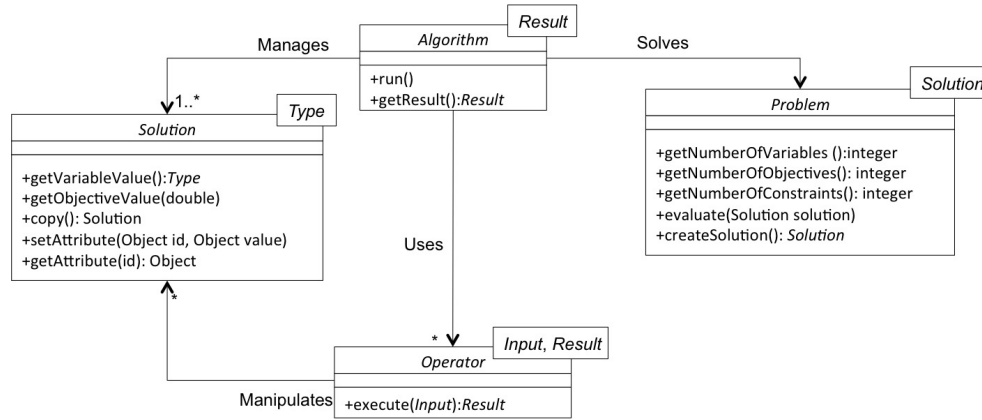 Result
Algorithm
Manages
Solves
+run()
+getResult():Result
Solution
Problem
1..*
Type
Solution
+getNumberOfVariables ():integer
+getNumberOfObjectives(): integer
+getNumberOfConstraints(): integer
+evaluate(Solution solution)
+createSolution(): Solution
+getVariableValue():Type
+getObjectiveValue(double)
+copy(): Solution
+setAttribute(Object id, Object value)
+getAttribute(id): Object
Uses
*
*
Input, Result
Operator
Manipulates
+execute(Input):Result